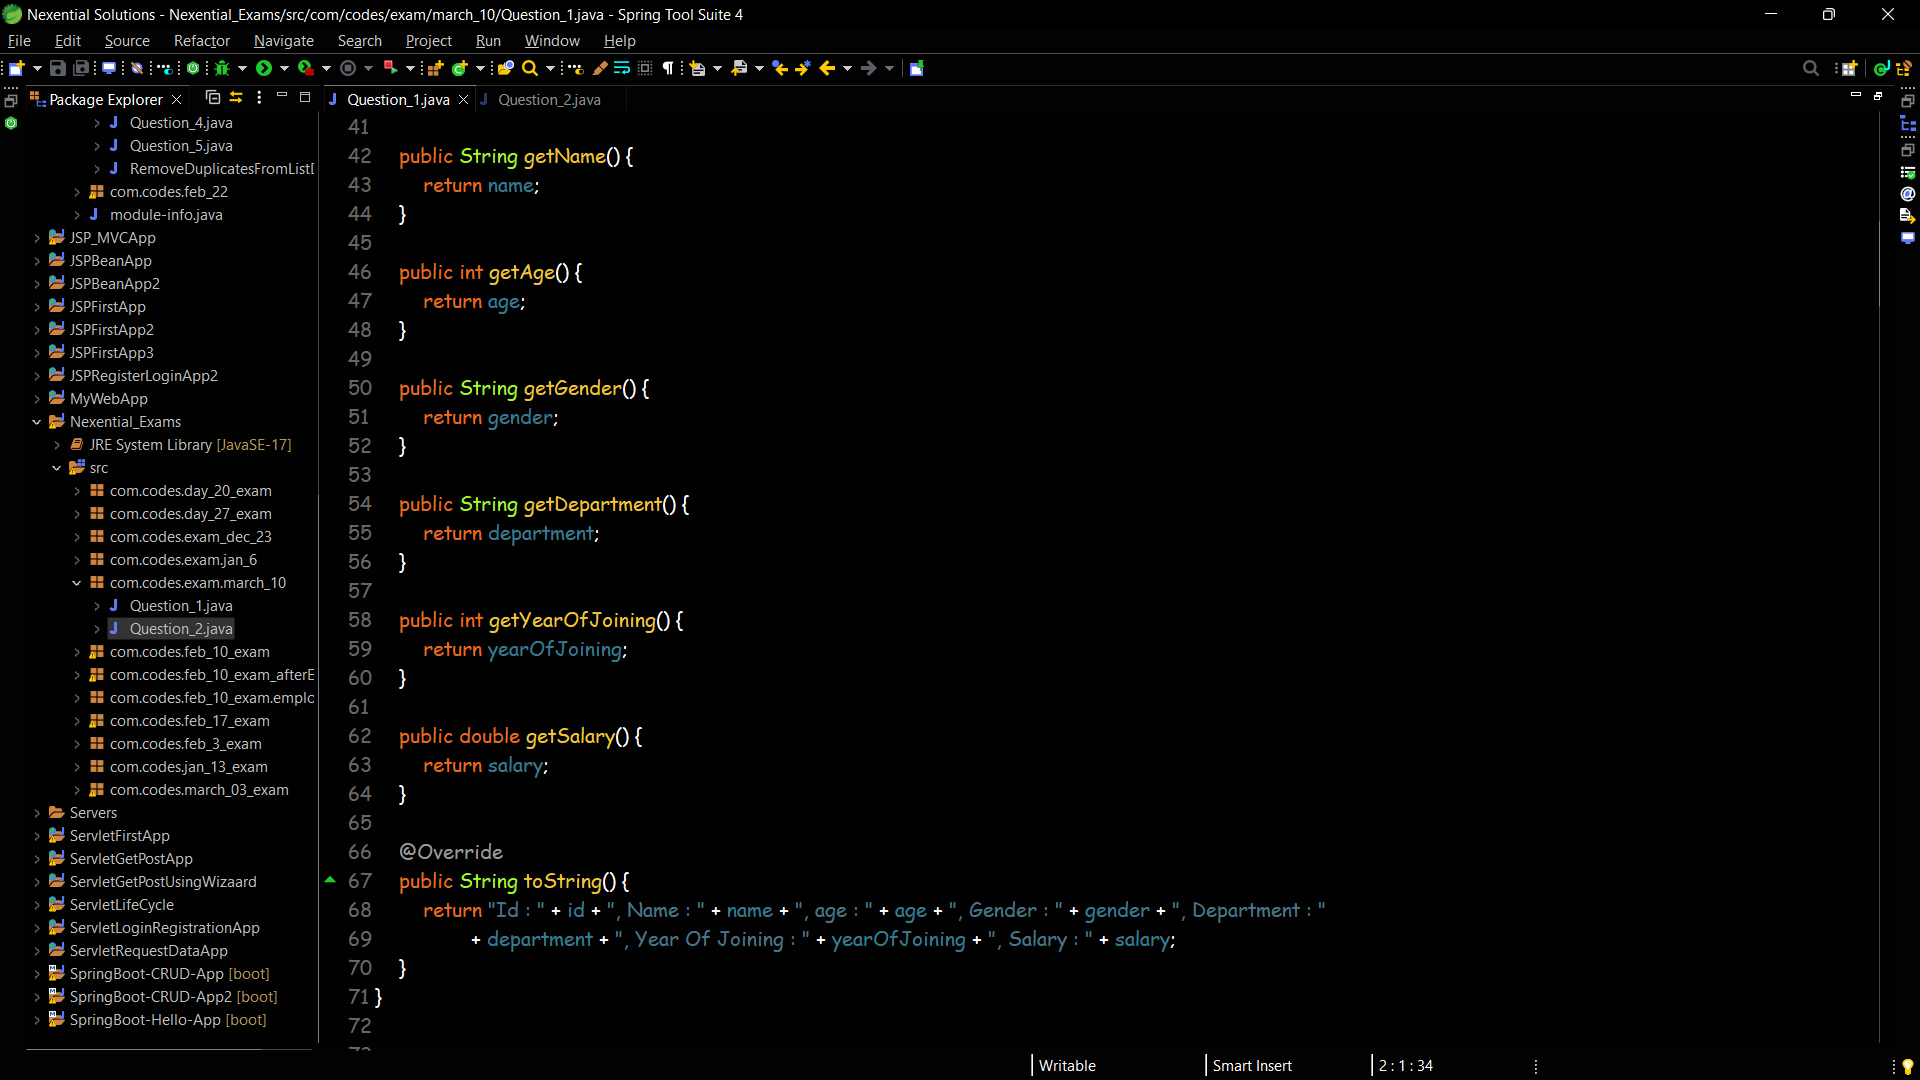 Nexential Solutions - Nexential_Exams/src/com/codes/exam/march_10/Question_1.java - Spring Tool Suite 4
File Edit Source Refactor Navigate Search Project Run Window Help
Package Explorer
Question_4.java
Question_5.java
RemoveDuplicatesFromList
com.codes.feb_22
module-info.java
JSP_MVCApp
JSPBeanApp
JSPBeanApp2
JSPFirstApp
JSPFirstApp2
JSPFirstApp3
JSPRegisterLoginApp2
MyWebApp
Nexential_Exams
JRE System Library [JavaSE-17]
src
com.codes.day_20_exam
com.codes.day_27_exam
com.codes.exam_dec_23
com.codes.exam.jan_6
com.codes.exam.march_10
Question_1.java
Question_2.java
com.codes.feb_10_exam
com.codes.feb_10_exam_afterE
com.codes.feb_10_exam.emplo
com.codes.feb_17_exam
com.codes.feb_3_exam
com.codes.jan_13_exam
com.codes.march_03_exam
Servers
ServletFirstApp
ServletGetPostApp
ServletGetPostUsingWizaard
ServletLifeCycle
ServletLoginRegistrationApp
ServletRequestDataApp
SpringBoot-CRUD-App [boot]
SpringBoot-CRUD-App2 [boot]
SpringBoot-Hello-App [boot]
Question_1.java Question_2.java
41
42 public String getName() {
43 return name;
44 }
45
46 public int getAge() {
47 return age;
48 }
49
50 public String getGender() {
51 return gender;
52 }
53
54 public String getDepartment() {
55 return department;
56 }
57
58 public int getYearOfJoining() {
59 return yearOfJoining;
60 }
61
62 public double getSalary() {
63 return salary;
64 }
65
66 @Override
67 public String toString() {
68 return "Id : " + id + ", Name : " + name + ", age : " + age + ", Gender : " + gender + ", Department : "
69 + department + ", Year Of Joining : " + yearOfJoining + ", Salary : " + salary;
70 }
71 }
72
Writable Smart Insert 2 : 1 : 34